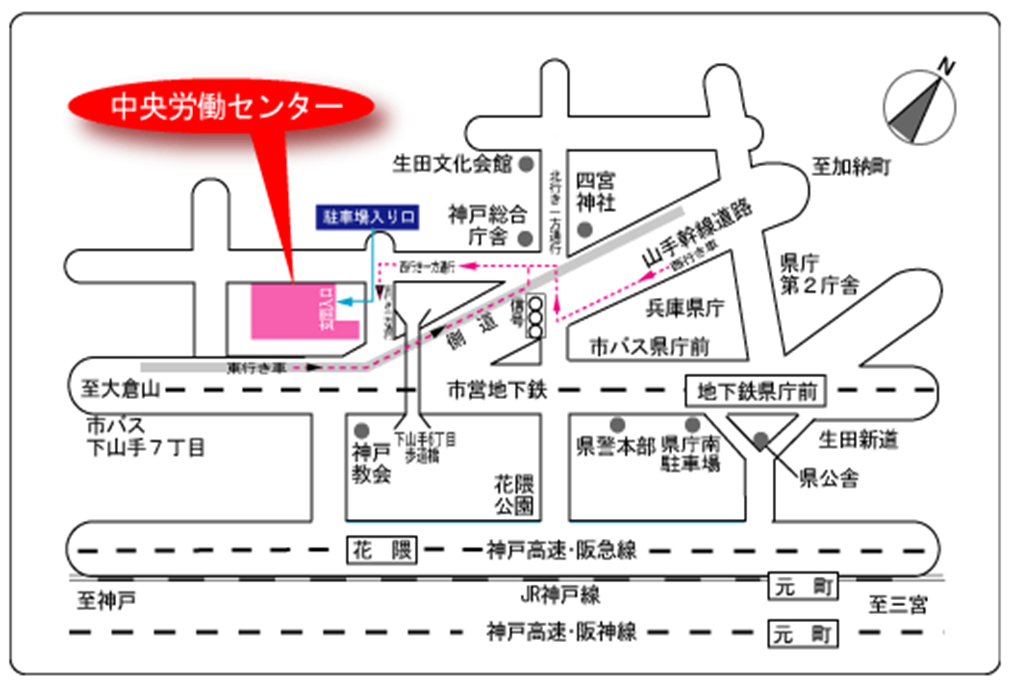 N
中央労働センター
生田文化会館
北行き一方通行
四宮
神社
至加納町
駐車場入り口
神戸総合
庁舎
山手幹線道路
西行き車
西行き一方通行
県庁
第２庁舎
玄関入口
信号
兵庫県庁
側道
市バス県庁前
東行き車
至大倉山
市営地下鉄
地下鉄県庁前
市バス
下山手７丁目
神戸
教会
下山手6丁目
歩道橋
県警本部
県庁南
駐車場
生田新道
県公舎
花隈
公園
花隈
神戸高速・阪急線
JR神戸線
元町
至神戸
至三宮
神戸高速・阪神線
元町